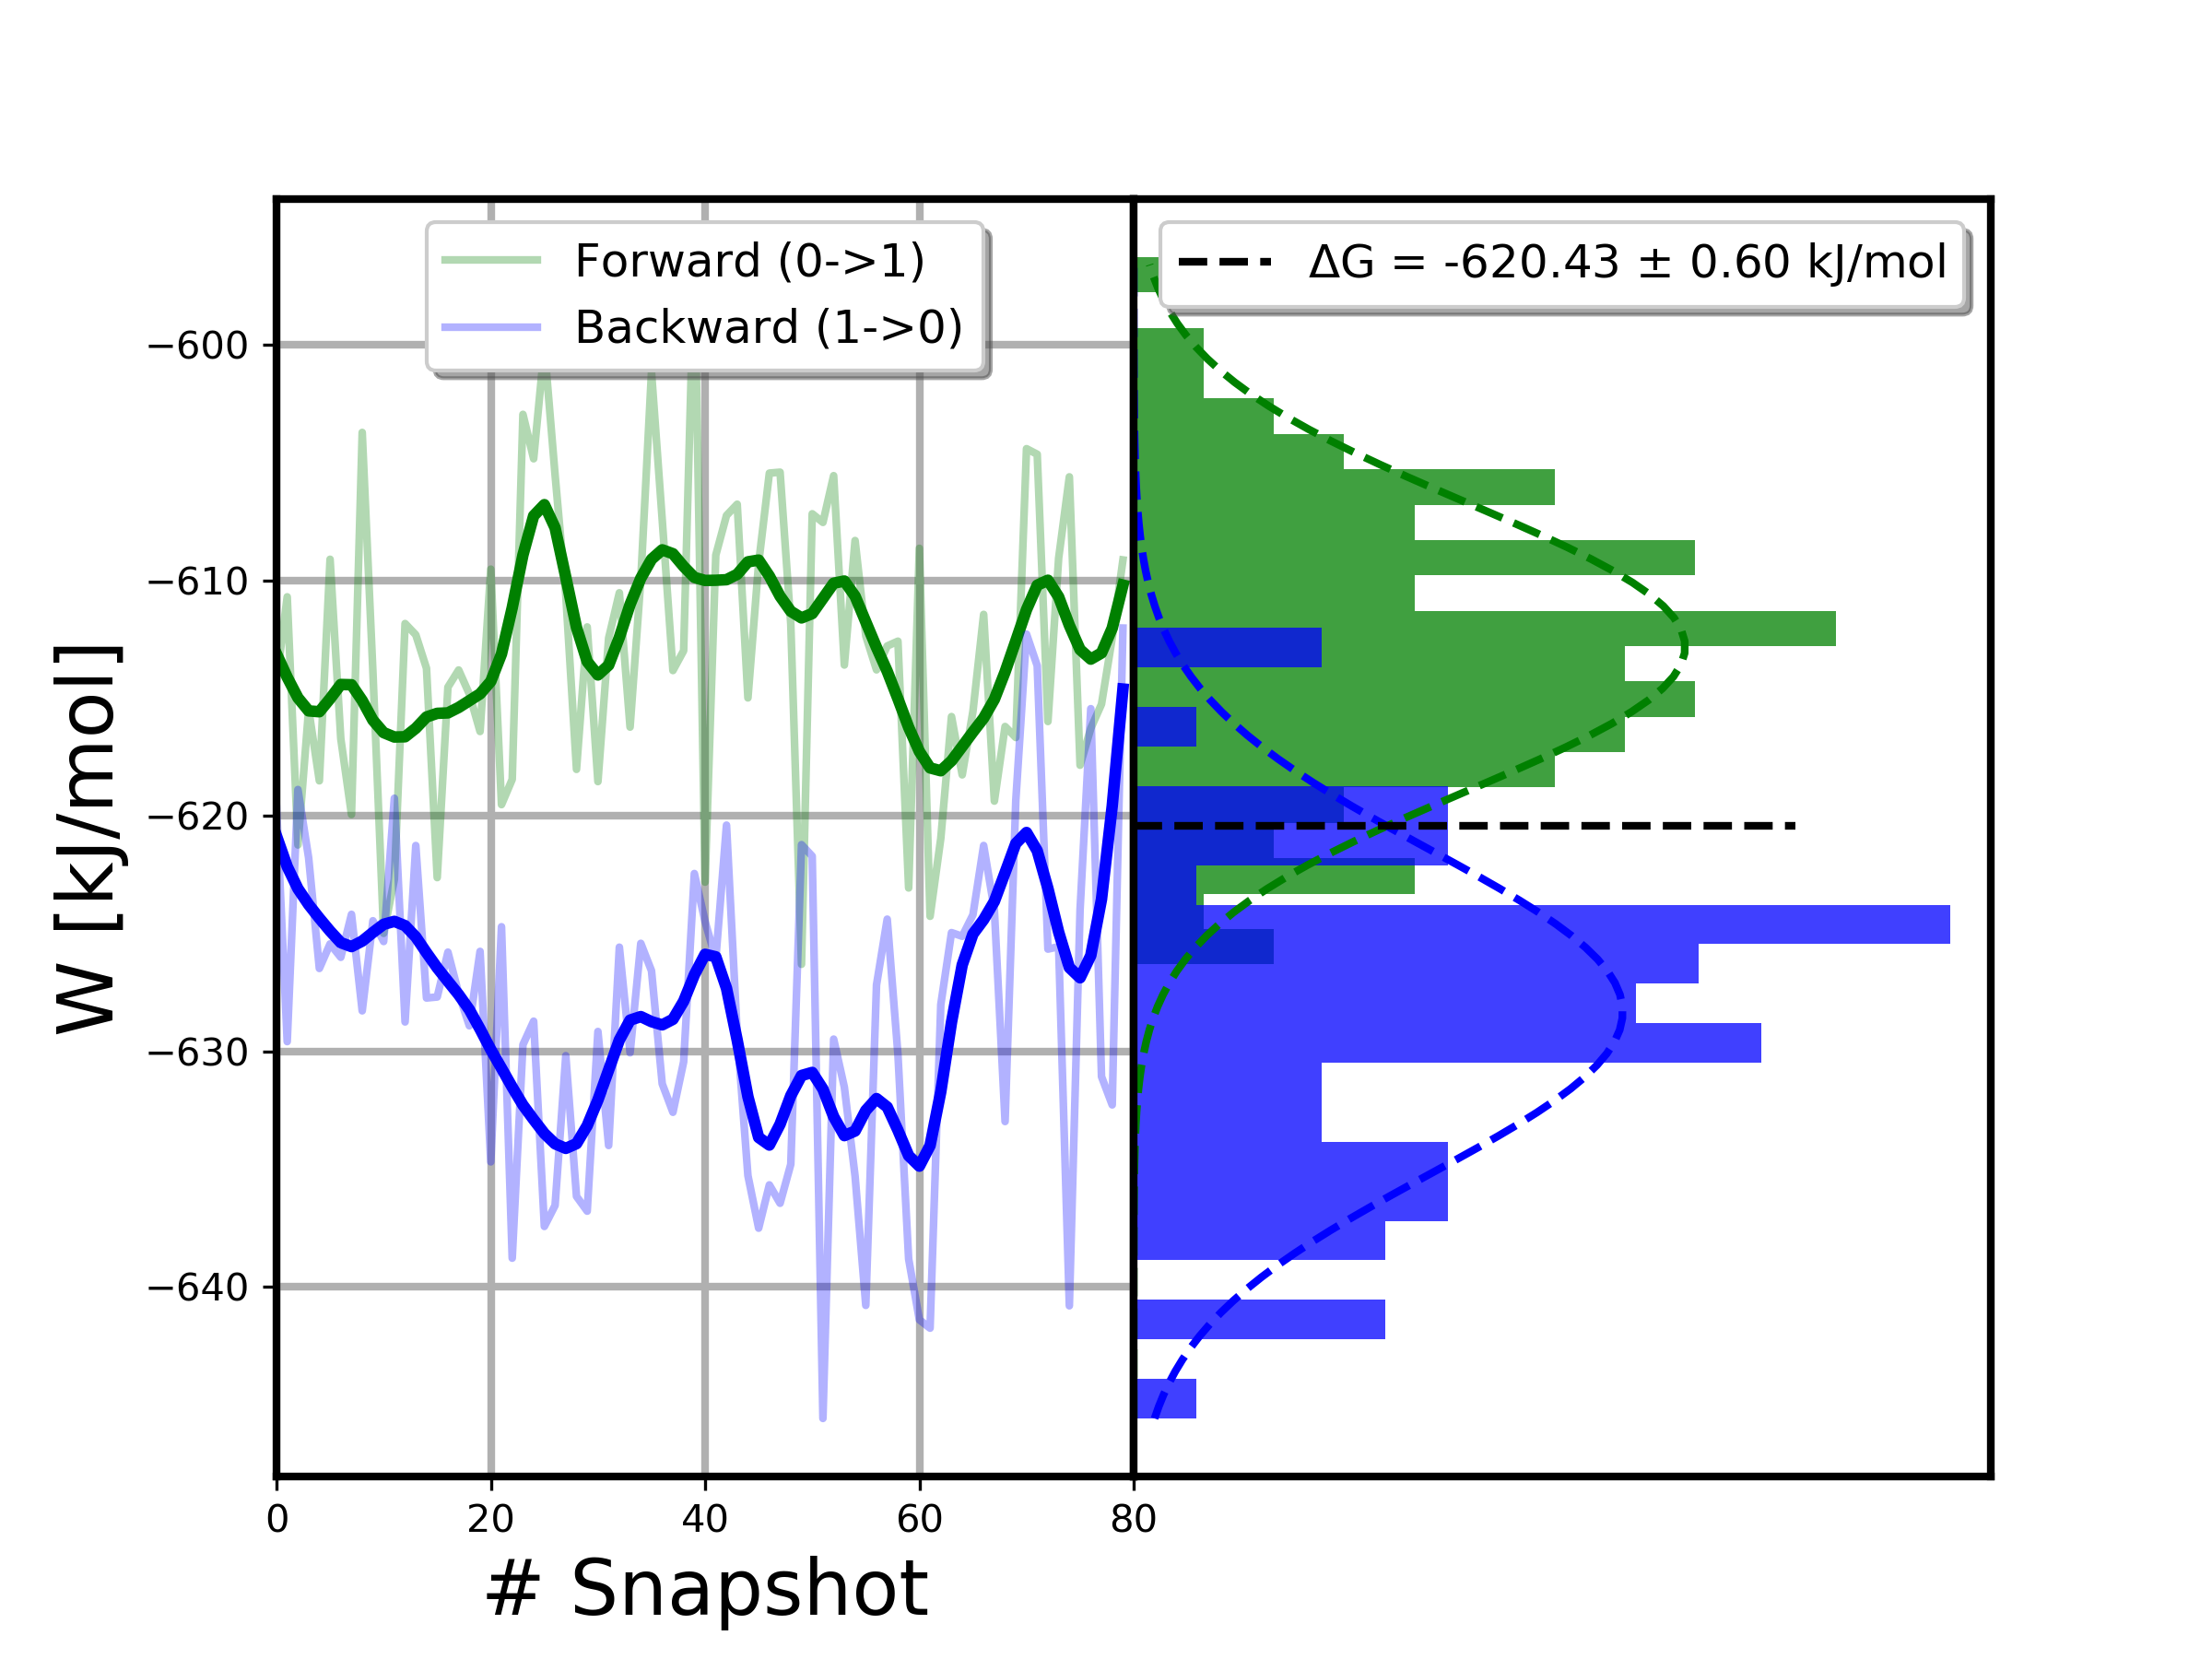 Forward (0->1)
Backward (1->0)
ΔG = -620.43 ± 0.60 kJ/mol
W [kJ/mol]
−600
−610
−620
−630
−640
0 20 40 60 80
# Snapshot